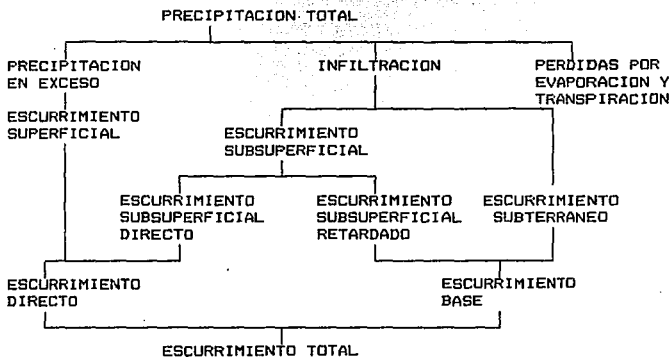 PRECIPITACION TOTAL
PRECIPITACION
EN EXCESO
INFILTRACION
PERDIDAS POR
EVAPORACION Y
TRANSPIRACION
ESCURRIMIENTO
SUPERFICIAL
ESCURRIMIENTO
SUBSUPERFICIAL
ESCURRIMIENTO
SUBSUPERFICIAL
DIRECTO
ESCURRIMIENTO
SUBSUPERFICIAL
RETARDADO
ESCURRIMIENTO
SUBTERRANEO
ESCURRIMIENTO
DIRECTO
ESCURRIMIENTO
BASE
ESCURRIMIENTO TOTAL